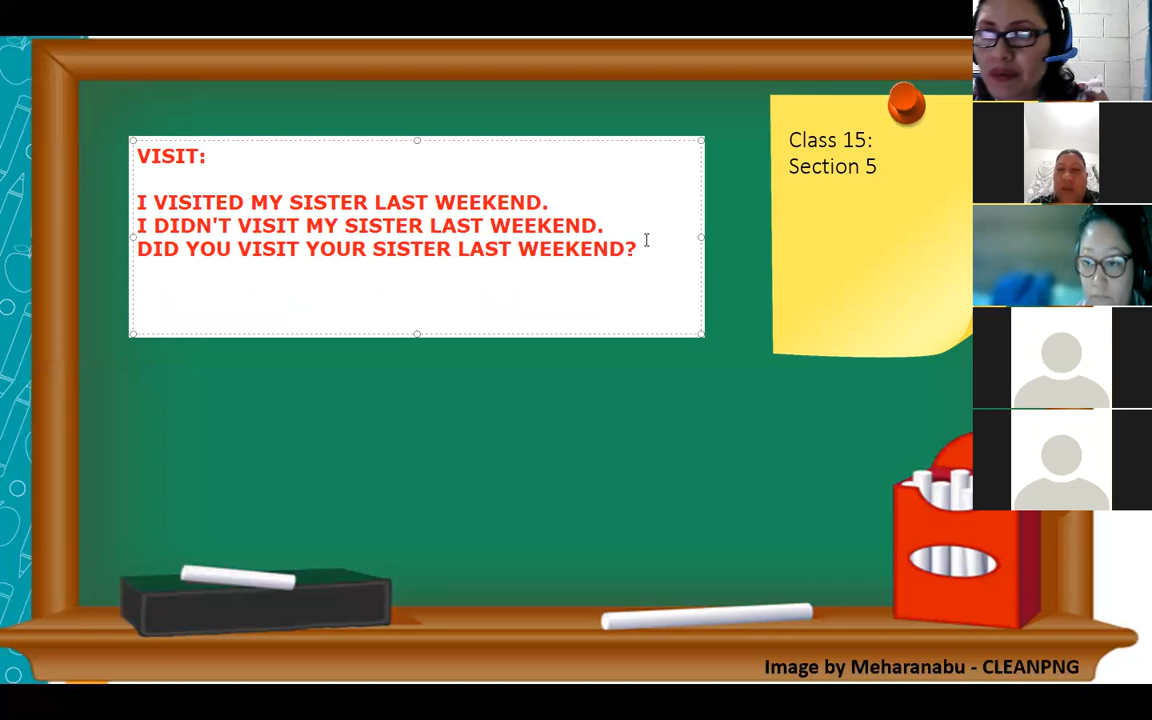 VISIT:
I VISITED MY SISTER LAST WEEKEND.
I DIDN'T VISIT MY SISTER LAST WEEKEND.
DID YOU VISIT YOUR SISTER LAST WEEKEND?
Class 15:
Section 5
Image by Meharanabu - CLEANPNG